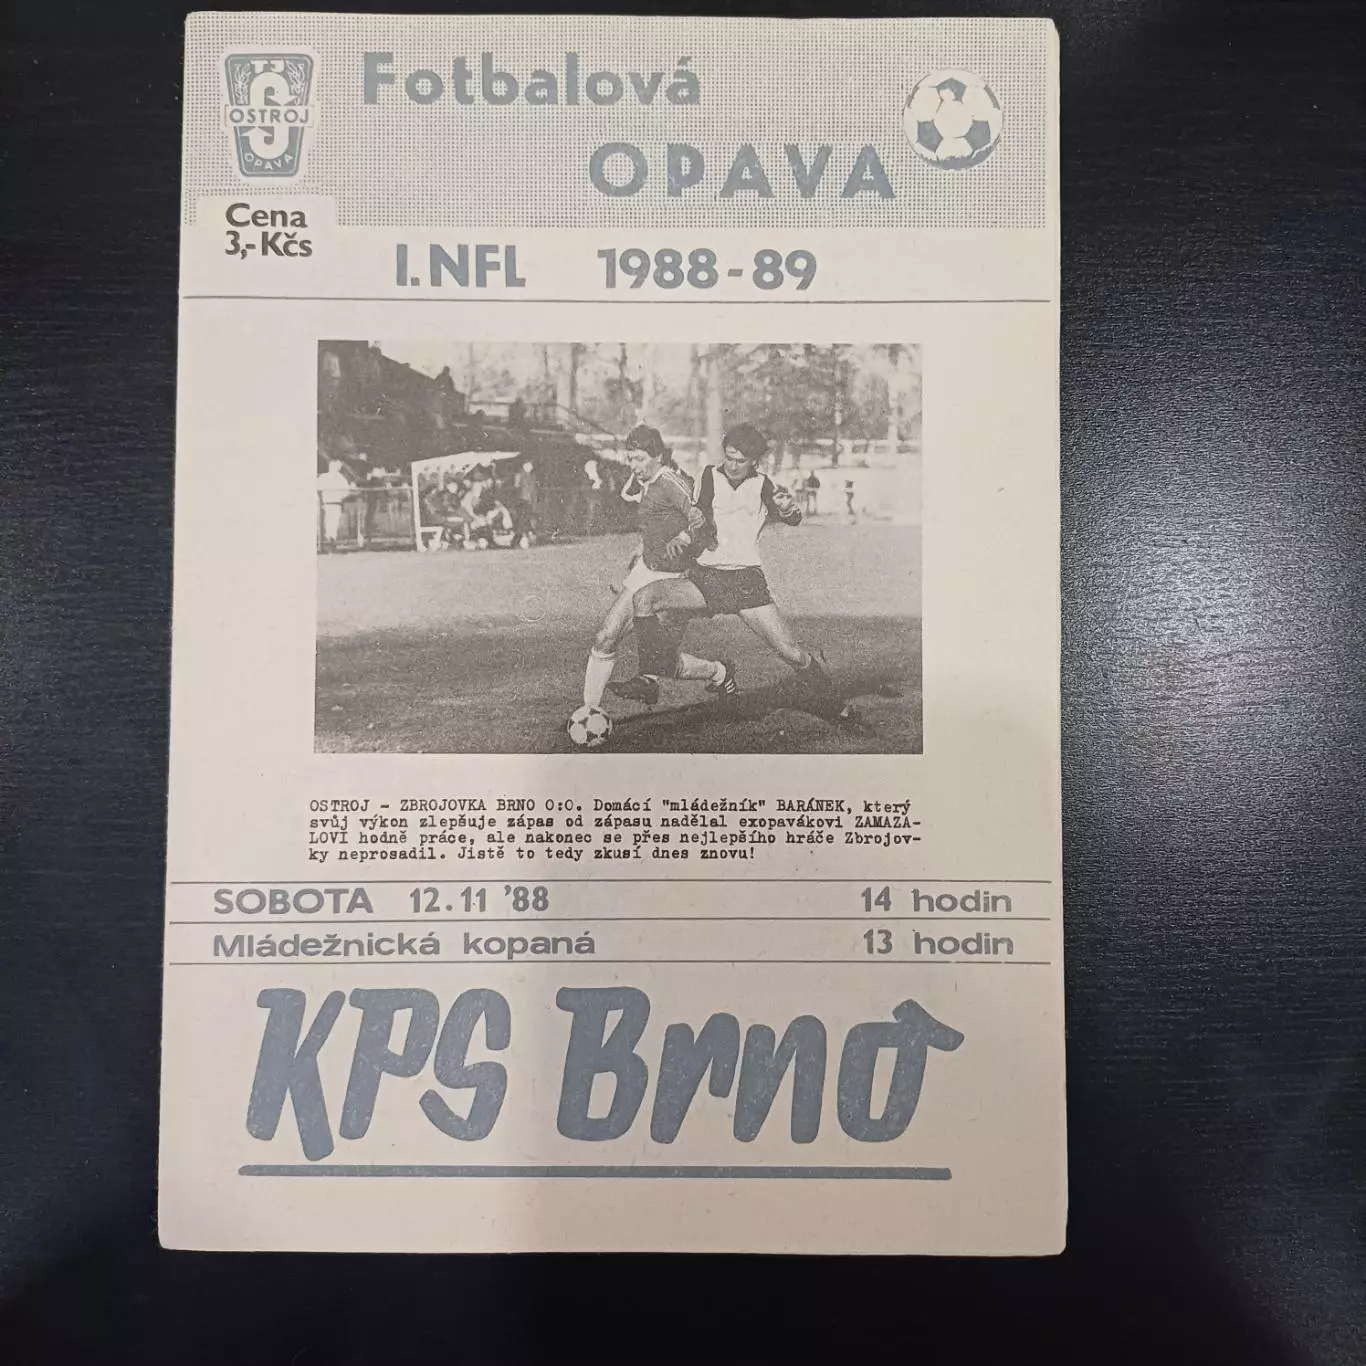 TJ
OSTROJ
OPAVA
Fotbalová
OPAVA
Cena
3,-Kčs
I. NFL 1988-89
OSTROJ - ZBROJOVKA BRNO 0:0. Domácí "mládežník" BARÁNEK, který
svůj výkon zlepšuje zápas od zápasu nadělal exopavákovi ZAMAZA-
LOVI hodně práce, ale nakonec se přes nejlepšího hráče Zbrojov-
ky neprosadil. Jistě to tedy zkusí dnes znovu!
SOBOTA 12.11 '88 14 hodin
Mládežnická kopaná 13 hodin
KPS Brno